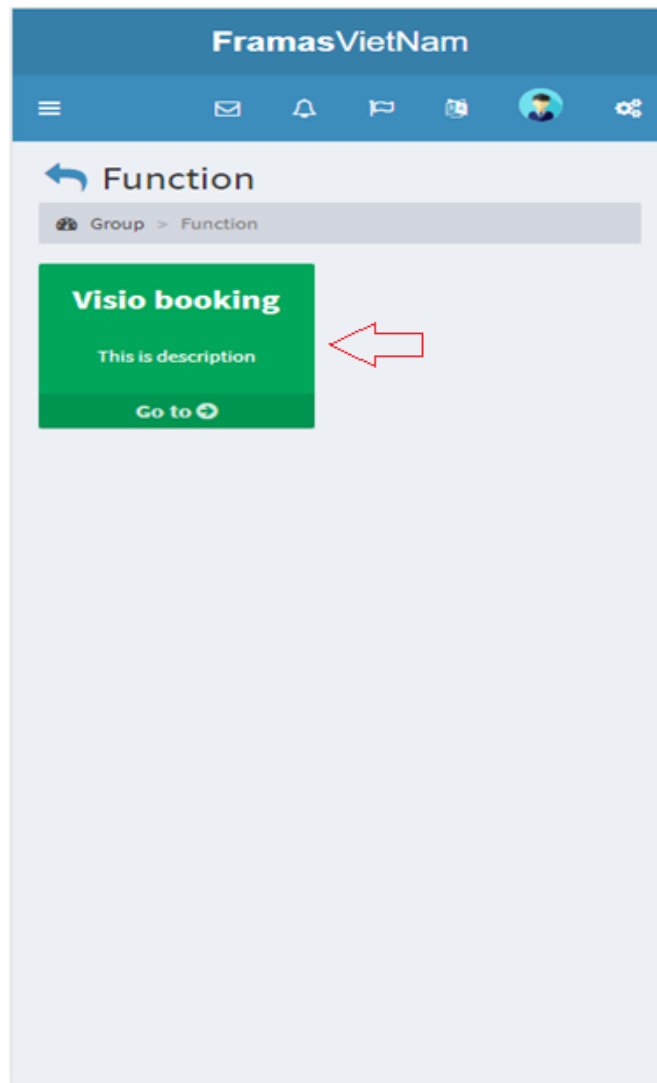 FramasVietNam
Function
Group > Function
Visio booking
This is description
Go to